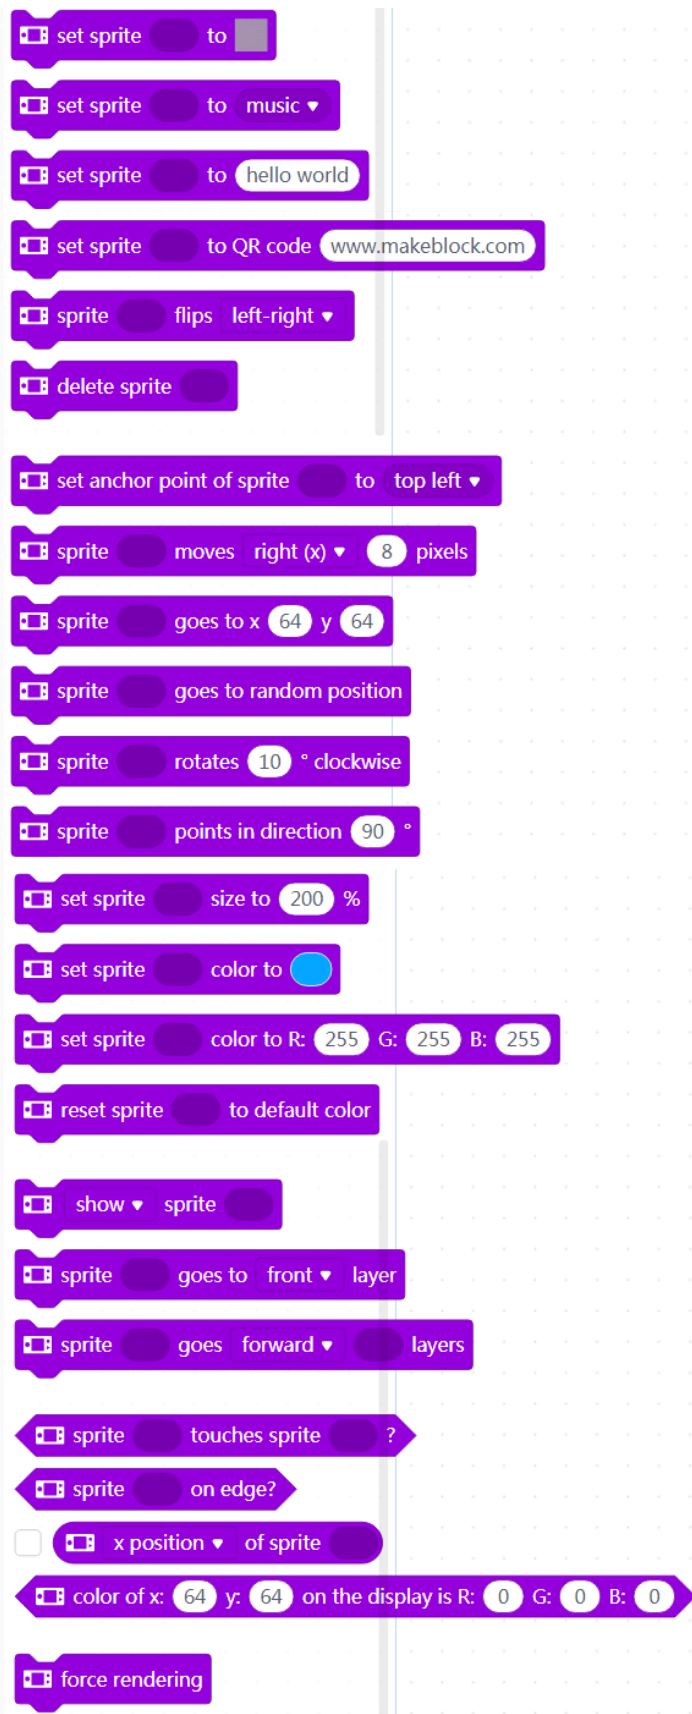 set sprite to
set sprite to music
set sprite to hello world
set sprite to QR code www.makeblock.com
sprite flips left-right
delete sprite
set anchor point of sprite to top left
sprite moves right (x) 8 pixels
sprite goes to x 64 y 64
sprite goes to random position
sprite rotates 10 ° clockwise
sprite points in direction 90 °
set sprite size to 200 %
set sprite color to
set sprite color to R: 255 G: 255 B: 255
reset sprite to default color
show sprite
sprite goes to front layer
sprite goes forward layers
sprite touches sprite ?
sprite on edge?
x position of sprite
color of x: 64 y: 64 on the display is R: 0 G: 0 B: 0
force rendering